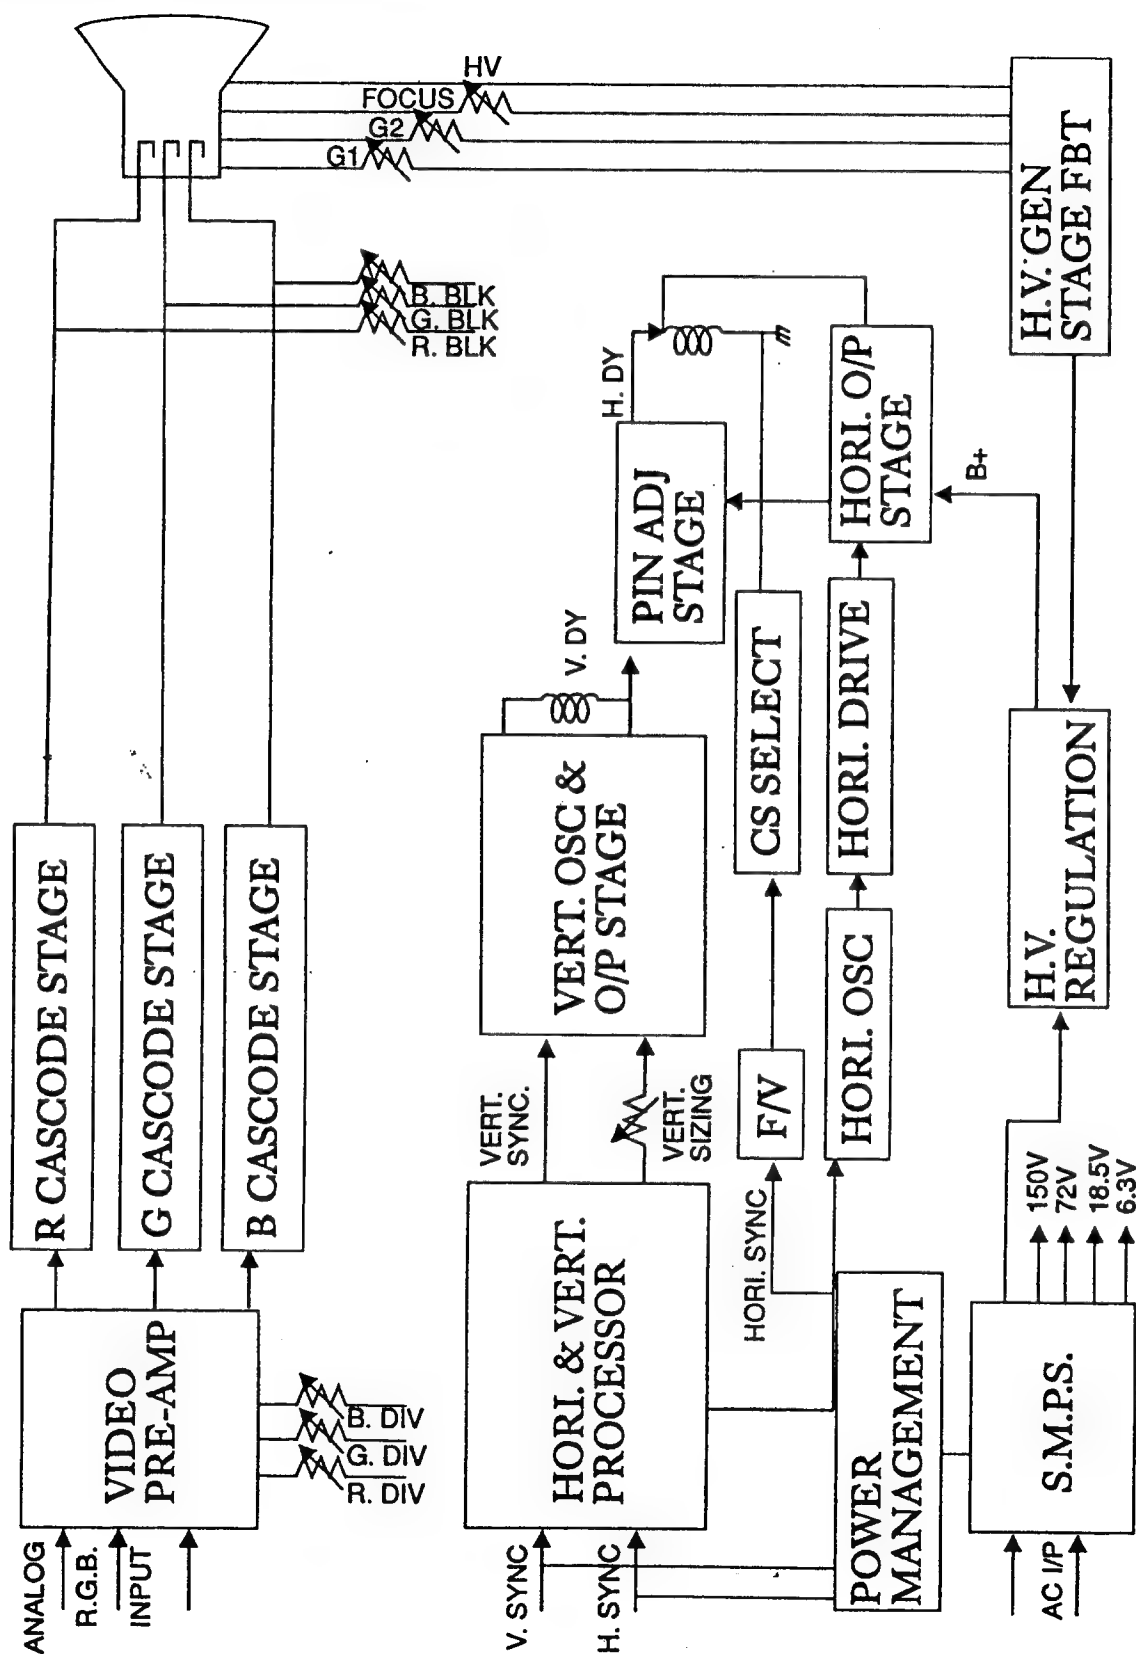 ANALOG
R.G.B.
INPUT
VIDEO
PRE-AMP
B. DIV
G. DIV
R. DIV
R CASCODE STAGE
G CASCODE STAGE
B CASCODE STAGE
B. BLK
G. BLK
R. BLK
HV
FOCUS
G2
G1
V. SYNC
H. SYNC
HORI. & VERT.
PROCESSOR
VERT.
SYNC.
VERT.
SIZING
VERT. OSC &
O/P STAGE
V. DY
PIN ADJ
STAGE
H. DY
HORI. SYNC
F/V
CS SELECT
HORI. OSC
HORI. DRIVE
HORI. O/P
STAGE
B+
POWER
MANAGEMENT
AC I/P
S.M.P.S.
150V
72V
18.5V
6.3V
H.V.
REGULATION
H.V. GEN
STAGE FBT